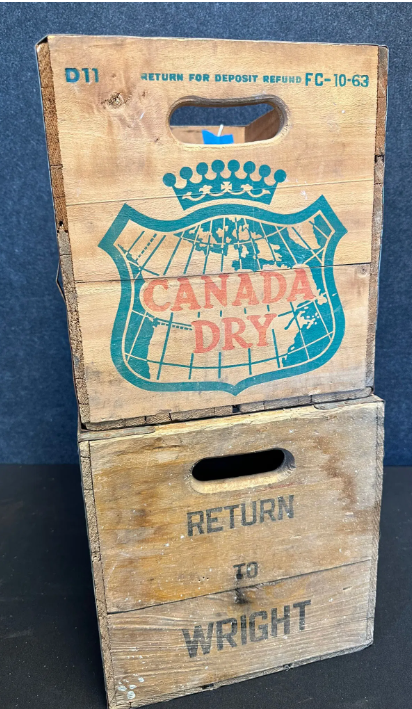 D11 RETURN FOR DEPOSIT REFUND FC-10-63
CANADA
DRY
RETURN
TO
WRIGHT